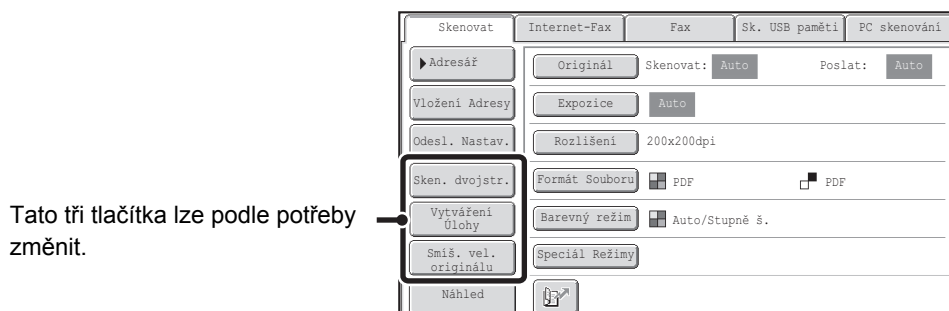 Skenovat Internet-Fax Fax Sk. USB paměti PC skenování
Adresář
Originál Skenovat: Auto Poslat: Auto
Vložení Adresy
Expozice Auto
Odesl. Nastav.
Rozlišení 200x200dpi
Sken. dvojstr.
Formát Souboru PDF PDF
Tato tři tlačítka lze podle potřeby
změnit.
Vytváření
Úlohy
Barevný režim Auto/Stupně š.
Smíš. vel.
originálu
Speciál Režimy
Náhled